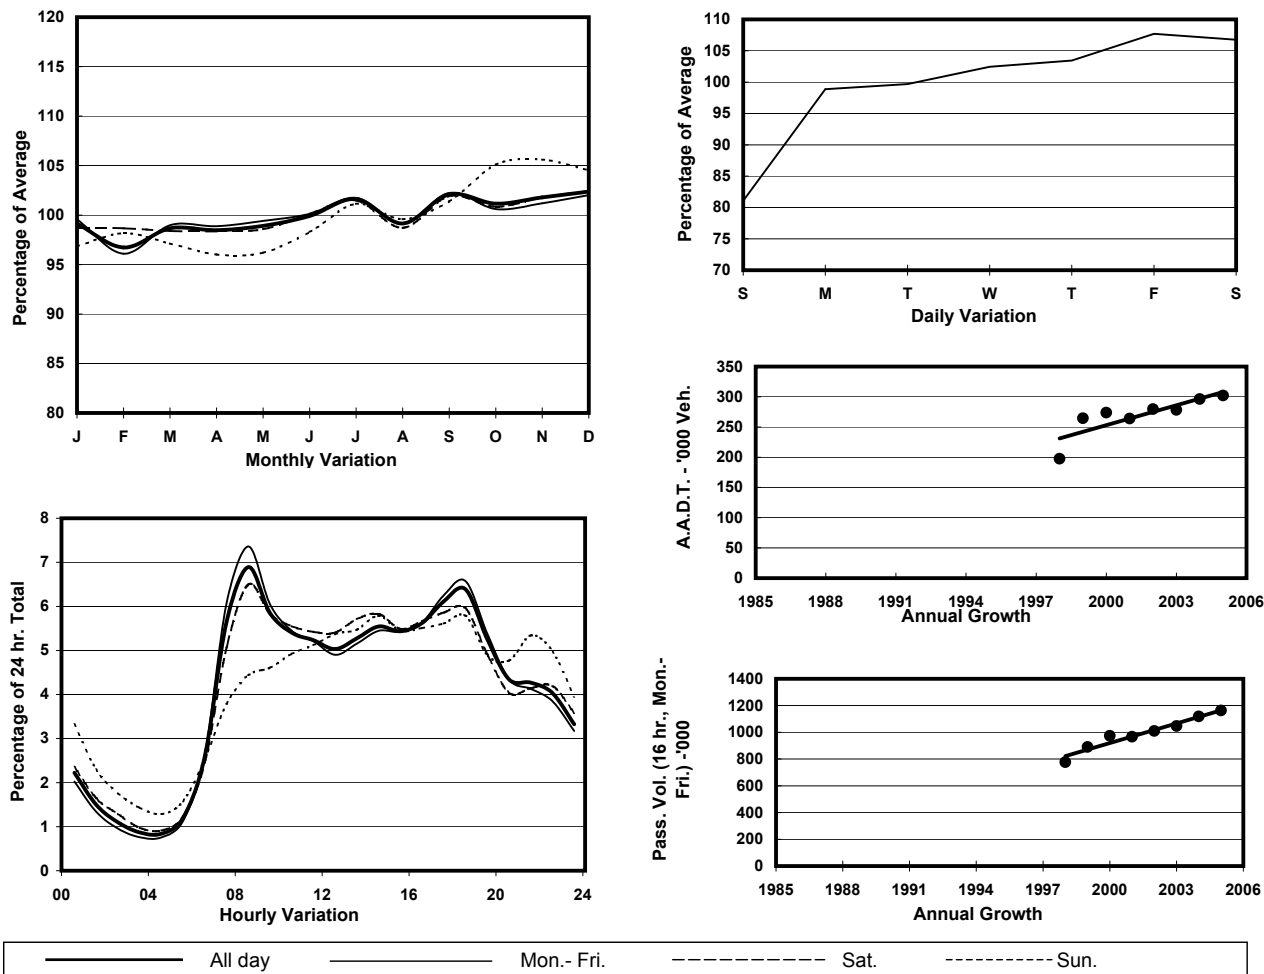 120
115
110
105
100
95
90
85
80
Percentage of Average
J F M A M J J A S O N D
Monthly Variation
110
105
100
95
90
85
80
75
70
Percentage of Average
S M T W T F S
Daily Variation
350
300
250
200
150
100
50
0
A.A.D.T. - '000 Veh.
1985 1988 1991 1994 1997 2000 2003 2006
Annual Growth
8
7
6
5
4
3
2
1
0
Percentage of 24 hr. Total
00 04 08 12 16 20 24
Hourly Variation
1400
1200
1000
800
600
400
200
0
Pass. Vol. (16 hr., Mon.-
Fri.) -'000
1985 1988 1991 1994 1997 2000 2003 2006
Annual Growth
All day Mon.- Fri. Sat. Sun.